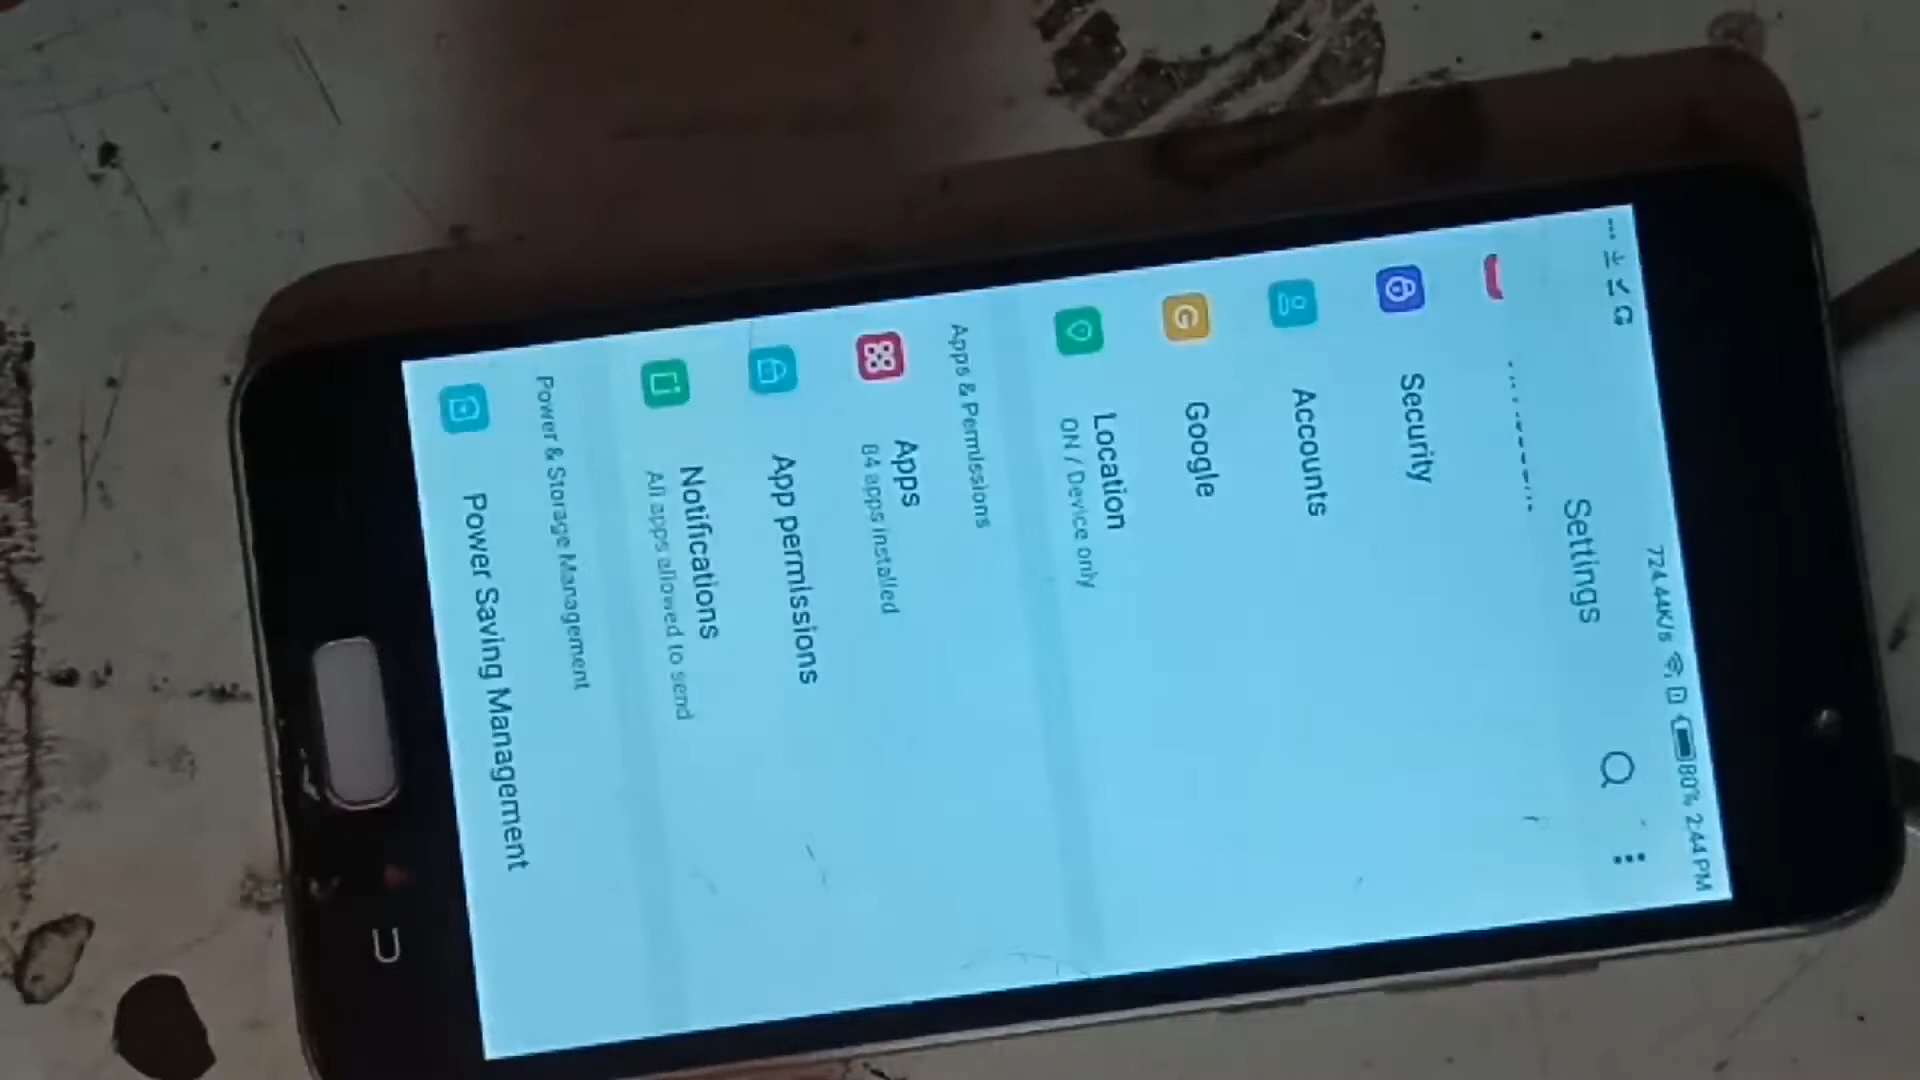 724.44K/s 80% 2:44 PM
Settings
Security
Accounts
Google
Location
ON / Device only
Apps & Permissions
Apps
84 apps installed
App permissions
Notifications
All apps allowed to send
Power & Storage Management
Power Saving Management